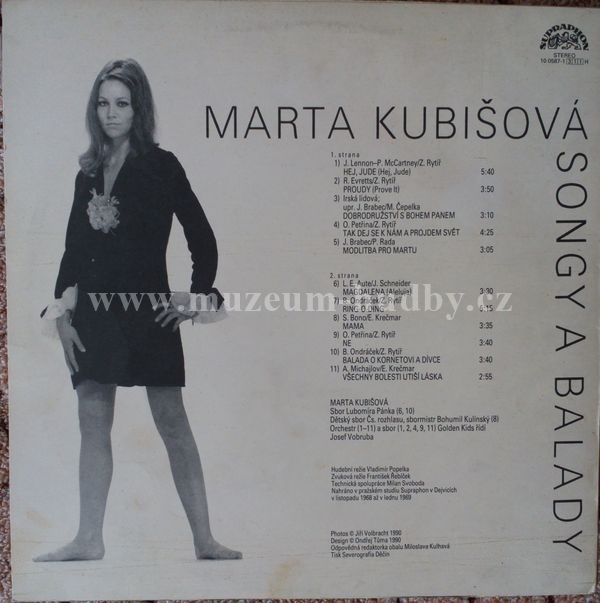 SUPRAPHON
STEREO
10 0587-1 311 H
MARTA KUBIŠOVÁ
SONGY A BALADY
1. strana
1) J. Lennon–P. McCartney/Z. Rytíř
HEJ, JUDE (Hej, Jude) 5:40
2) R. Evretts/Z. Rytíř
PROUDY (Prove It) 3:50
3) Irská lidová;
upr. J. Brabec/M. Čepelka
DOBRODRUŽSTVÍ S BOHEM PANEM 3:10
4) O. Petřina/Z. Rytíř
TAK DEJ SE K NÁM A PROJDEM SVĚT 4:25
5) J. Brabec/P. Rada
MODLITBA PRO MARTU 3:05
2. strana
6) L. E. Aute/J. Schneider
MAGDALENA (Aleluja) 3:30
7) B. Ondráček/Z. Rytíř
RING O DING 5:15
8) S. Bono/E. Krečmar
MAMA 3:35
9) O. Petřina/Z. Rytíř
NE 3:40
10) B. Ondráček/Z. Rytíř
BALADA O KORNETOVI A DÍVCE 3:40
11) A. Michajlov/E. Krečmar
VŠECHNY BOLESTI UTIŠÍ LÁSKA 2:55
www.muzeumhudby.cz
MARTA KUBIŠOVÁ
Sbor Lubomíra Pánka (6, 10)
Dětský sbor Čs. rozhlasu, sbormistr Bohumil Kulínský (8)
Orchestr (1–11) a sbor (1, 2, 4, 9, 11) Golden Kids řídí
Josef Vobruba
Hudební režie Vladimír Popelka
Zvuková režie František Řebíček
Technická spolupráce Milan Svoboda
Nahráno v pražském studiu Supraphon v Dejvicích
v listopadu 1968 až v lednu 1969
Photos © Jiří Volbracht 1990
Design © Ondřej Tůma 1990
Odpovědná redaktorka obalu Miloslava Kulhavá
Tisk Severografia Děčín